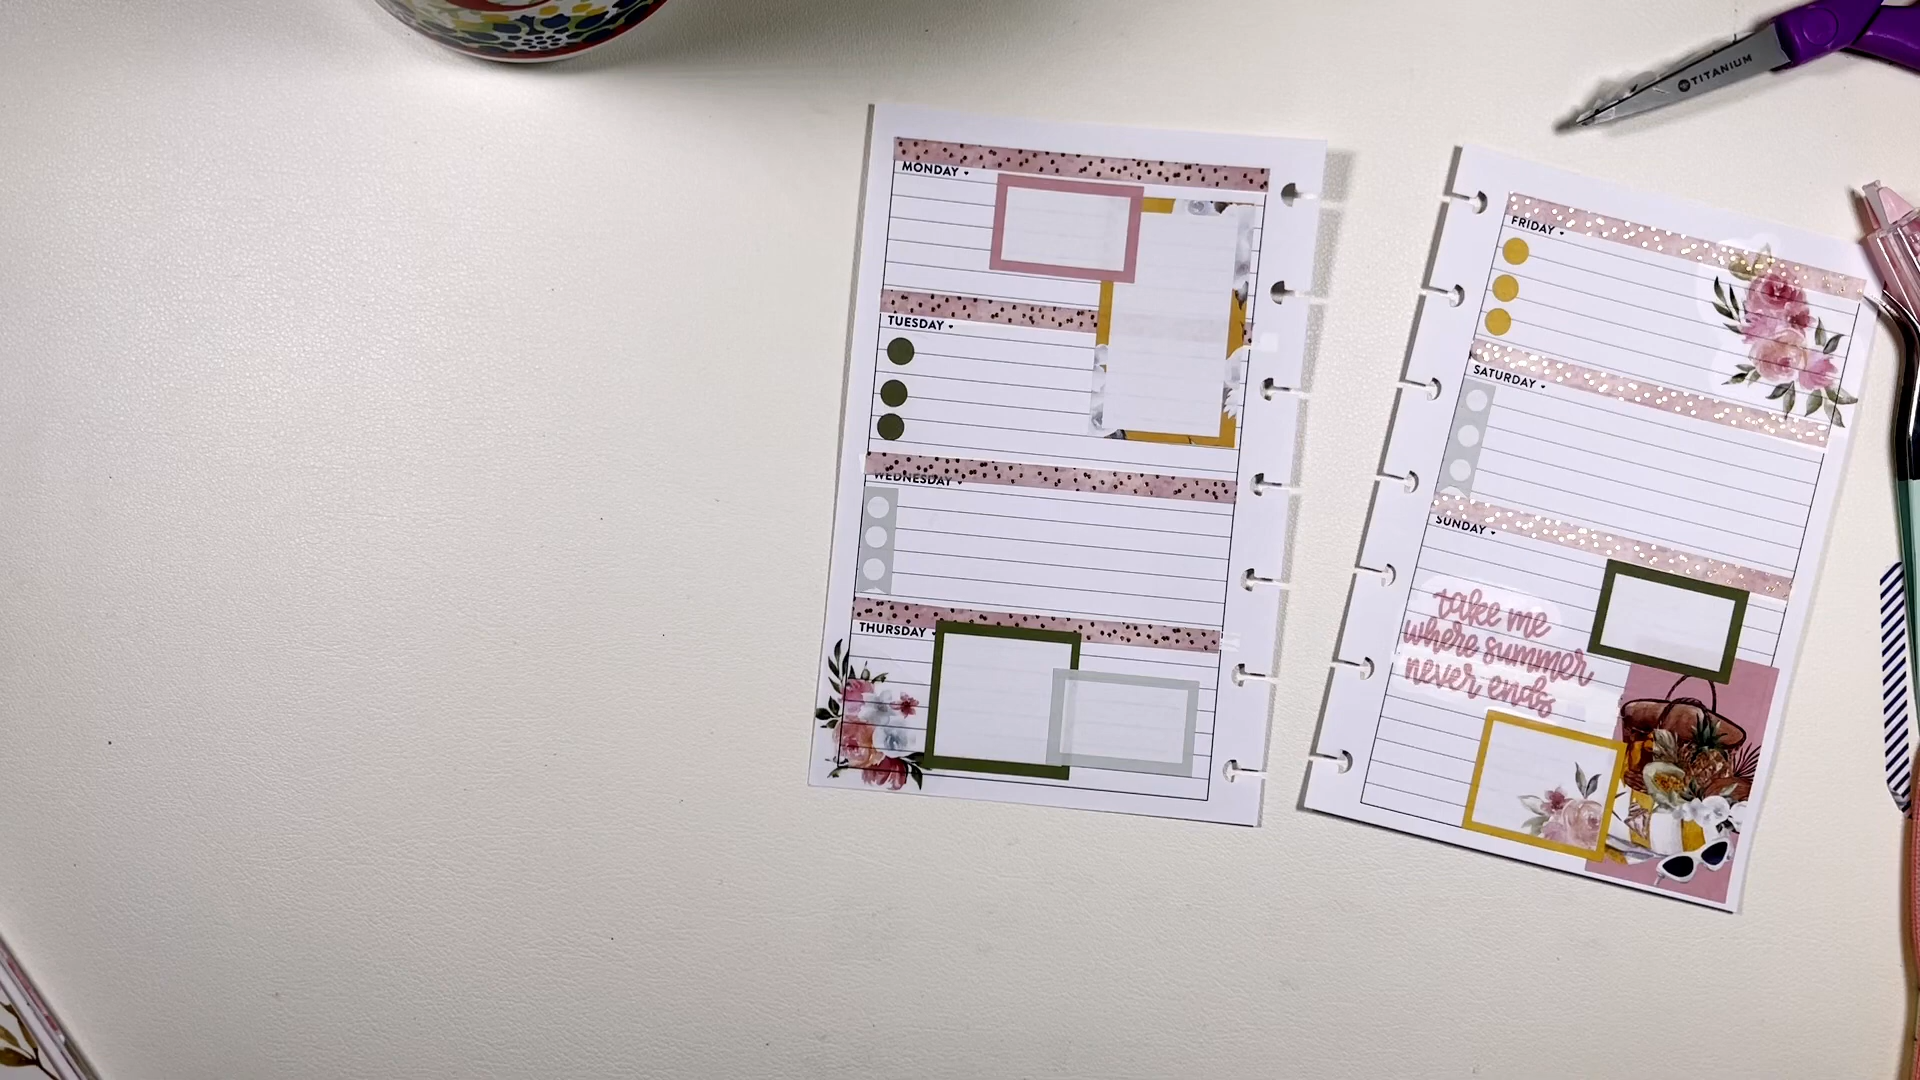 TITANIUM
MONDAY
TUESDAY
WEDNESDAY
THURSDAY
FRIDAY
SATURDAY
SUNDAY
take me
where summer
never ends